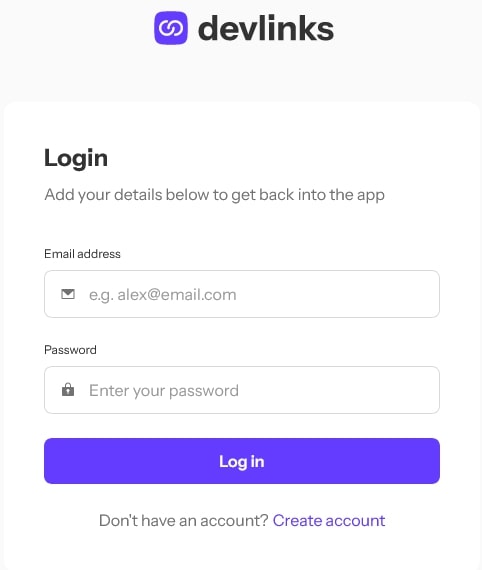 devlinks
Login
Add your details below to get back into the app
Email address
e.g. alex@email.com
Password
Enter your password
Log in
Don't have an account? Create account